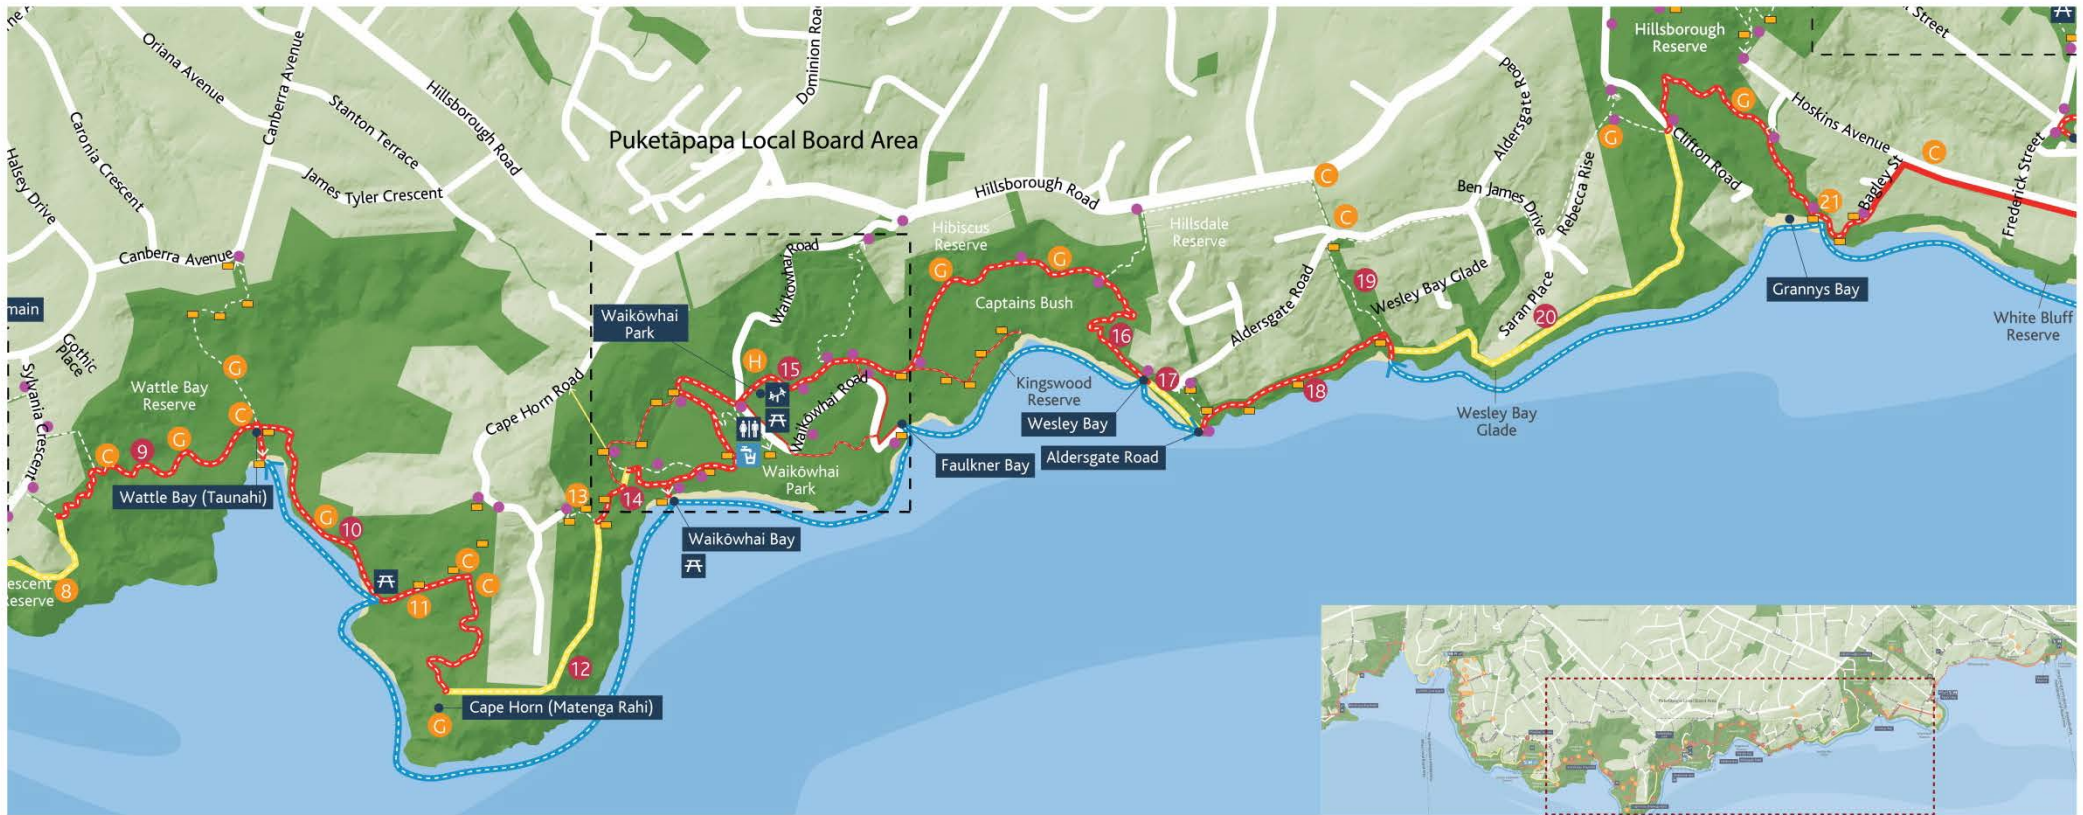 Oriana Avenue
Canberra Avenue
Dominion Roa
Hillsborough
Reserve
Street
Caronia Crescent
Stanton Terrace
Hillsborough Road
Puketāpapa Local Board Area
Aldersgate Road
Hoskins Avenue
C
G
G
Halsey Drive
James Tyler Crescent
Hillsborough Road
C
Ben James Drive
Rebecca Rise
Clifton Road
Bagley St
C
Frederick Street
Canberra Avenue
Waikōwhai Road
Hibiscus
Reserve
Hillsdale
Reserve
C
21
G
G
Captains Bush
Aldersgate Road
19
Wesley Bay Glade
Saran Place
20
Grannys Bay
White Bluff
Reserve
main
Gothic
Place
Sylvania Crescent
Waikōwhai
Park
H
15
Waikōwhai Road
16
17
18
Kingswood
Reserve
Wesley Bay
Wesley Bay
Glade
G
Wattle Bay
Reserve
C
Cape Horn Road
C
9
G
Waikōwhai
Park
Faulkner Bay
Aldersgate Road
Wattle Bay (Taunahi)
13
14
G
10
Waikōwhai Bay
escent
Reserve
8
C
C
11
12
Cape Horn (Matenga Rahi)
G